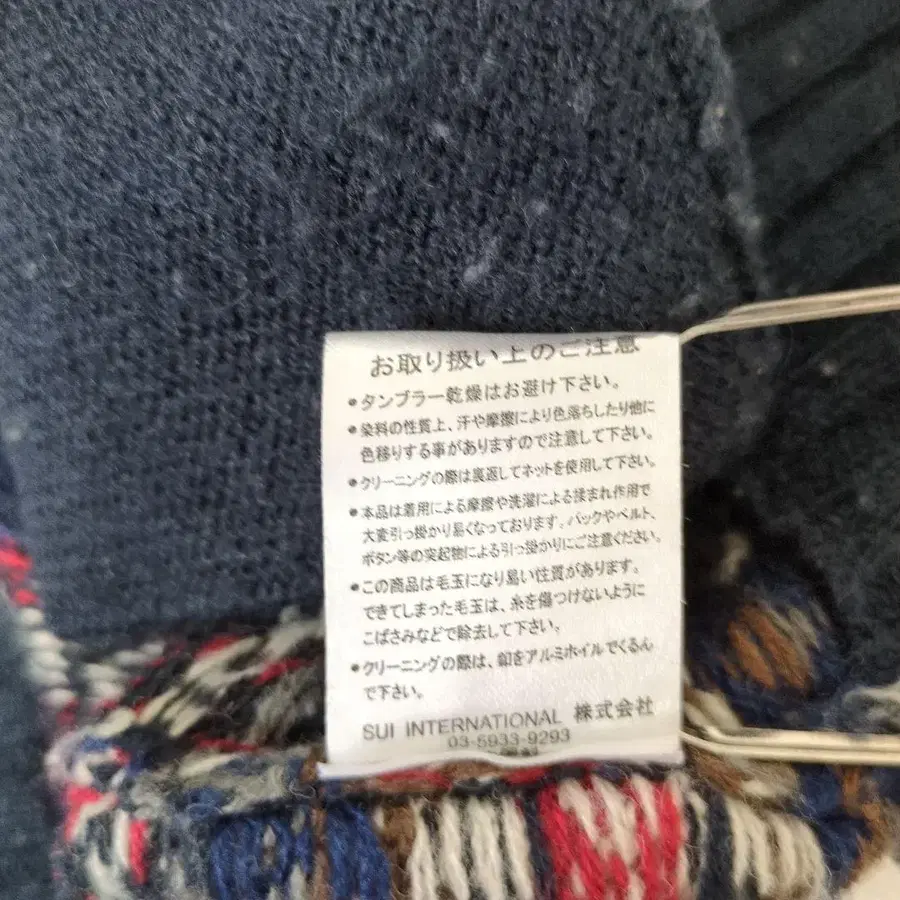 お取り扱い上のご注意
●タンブラー乾燥はお避け下さい。
●染料の性質上、汗や摩擦により色落ちしたり他に
色移りする事がありますので注意して下さい。
●クリーニングの際は裏返してネットを使用して下さい。
●本品は着用による摩擦や洗濯による揉まれ作用で
大変引っ掛かり易くなっております。バックやベルト、
ボタン等の突起物による引っ掛かりにご注意ください。
●この商品は毛玉になり易い性質があります。
できてしまった毛玉は、糸を傷つけないように
こばさみなどで除去して下さい。
●クリーニングの際は、釦をアルミホイルでくるん
で下さい。
SUI INTERNATIONAL 株式会社
03-5933-9293